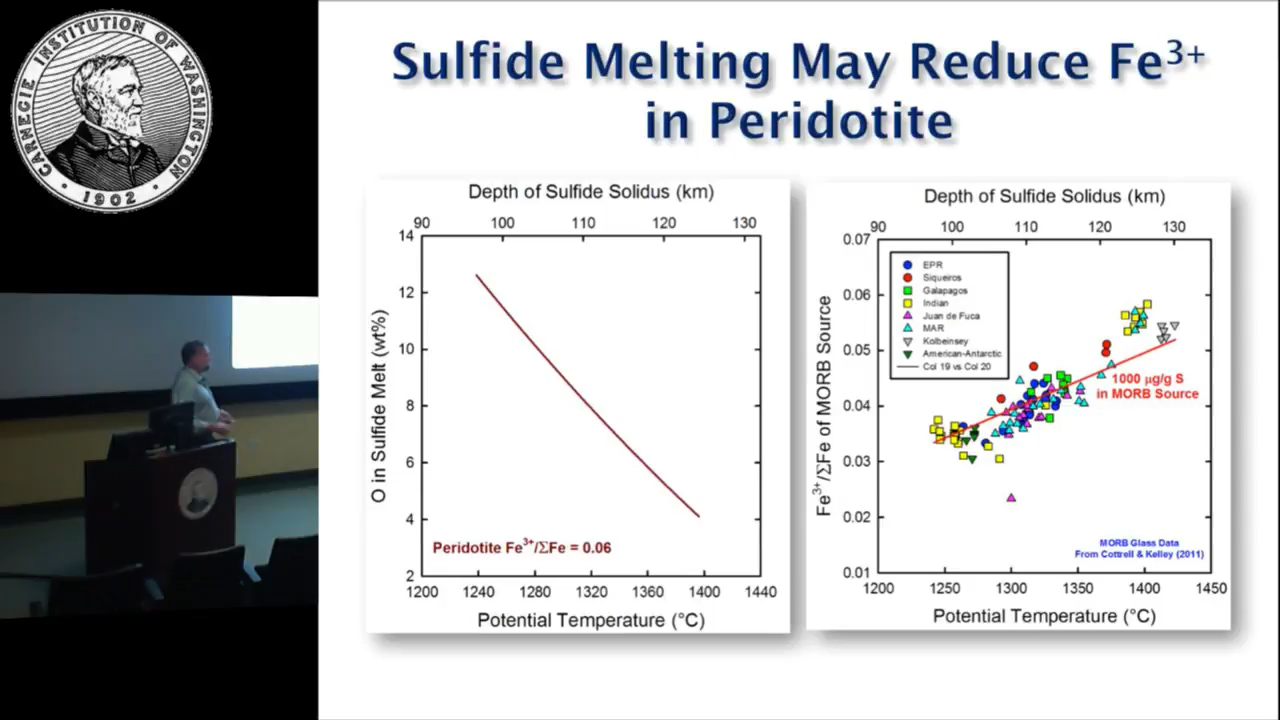 CARNEGIE INSTITUTION OF WASHINGTON
1902
Sulfide Melting May Reduce Fe³⁺
in Peridotite
Depth of Sulfide Solidus (km)
90 100 110 120 130
14
12
10
8
6
4
2
O in Sulfide Melt (wt%)
Peridotite Fe³⁺/ΣFe = 0.06
1200 1240 1280 1320 1360 1400 1440
Potential Temperature (°C)
Depth of Sulfide Solidus (km)
90 100 110 120 130
0.07
0.06
0.05
0.04
0.03
0.02
0.01
Fe³⁺/ΣFe of MORB Source
EPR
Siqueiros
Galapagos
Indian
Juan de Fuca
MAR
Kolbeinsey
American-Antarctic
Col 19 vs Col 20
1000 µg/g S
in MORB Source
MORB Glass Data
From Cottrell & Kelley (2011)
1200 1250 1300 1350 1400 1450
Potential Temperature (°C)